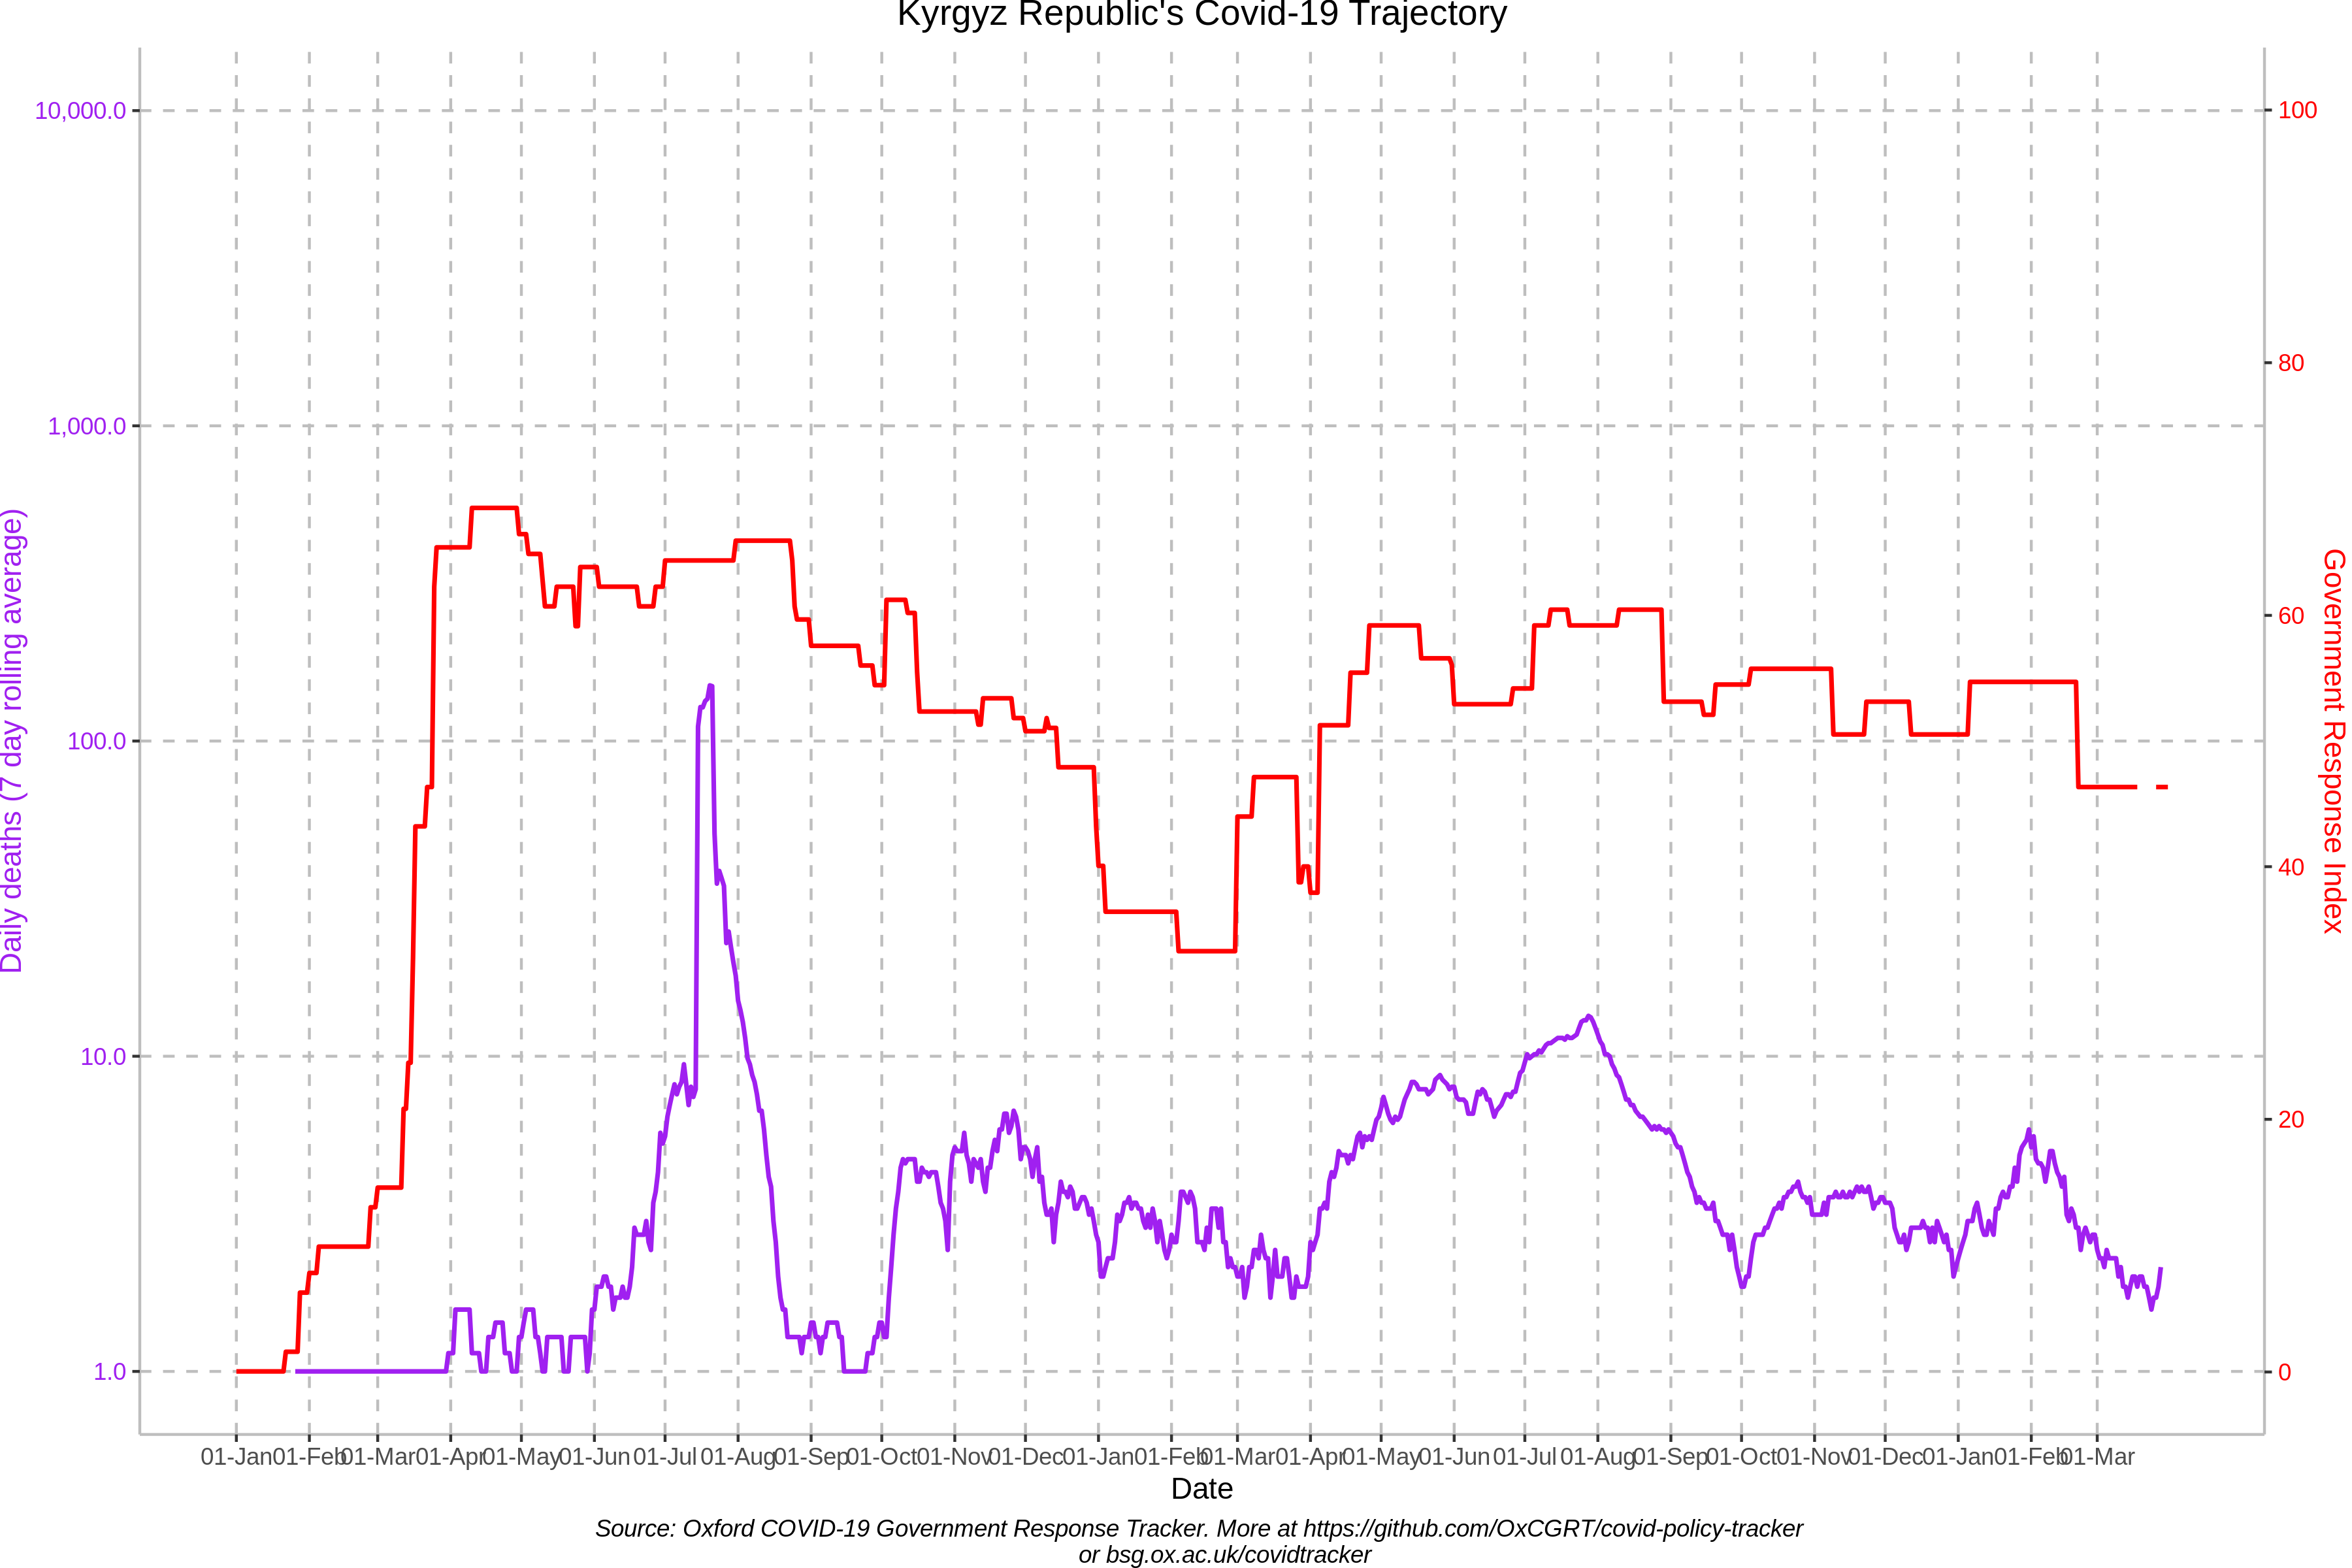 Kyrgyz Republic's Covid-19 Trajectory
10,000.0
1,000.0
100.0
10.0
1.0
Daily deaths (7 day rolling average)
100
80
60
40
20
0
Government Response Index
01-Jan 01-Feb 01-Mar 01-Apr 01-May 01-Jun 01-Jul 01-Aug 01-Sep 01-Oct 01-Nov 01-Dec 01-Jan 01-Feb 01-Mar 01-Apr 01-May 01-Jun 01-Jul 01-Aug 01-Sep 01-Oct 01-Nov 01-Dec 01-Jan 01-Feb 01-Mar
Date
Source: Oxford COVID-19 Government Response Tracker. More at https://github.com/OxCGRT/covid-policy-tracker
or bsg.ox.ac.uk/covidtracker